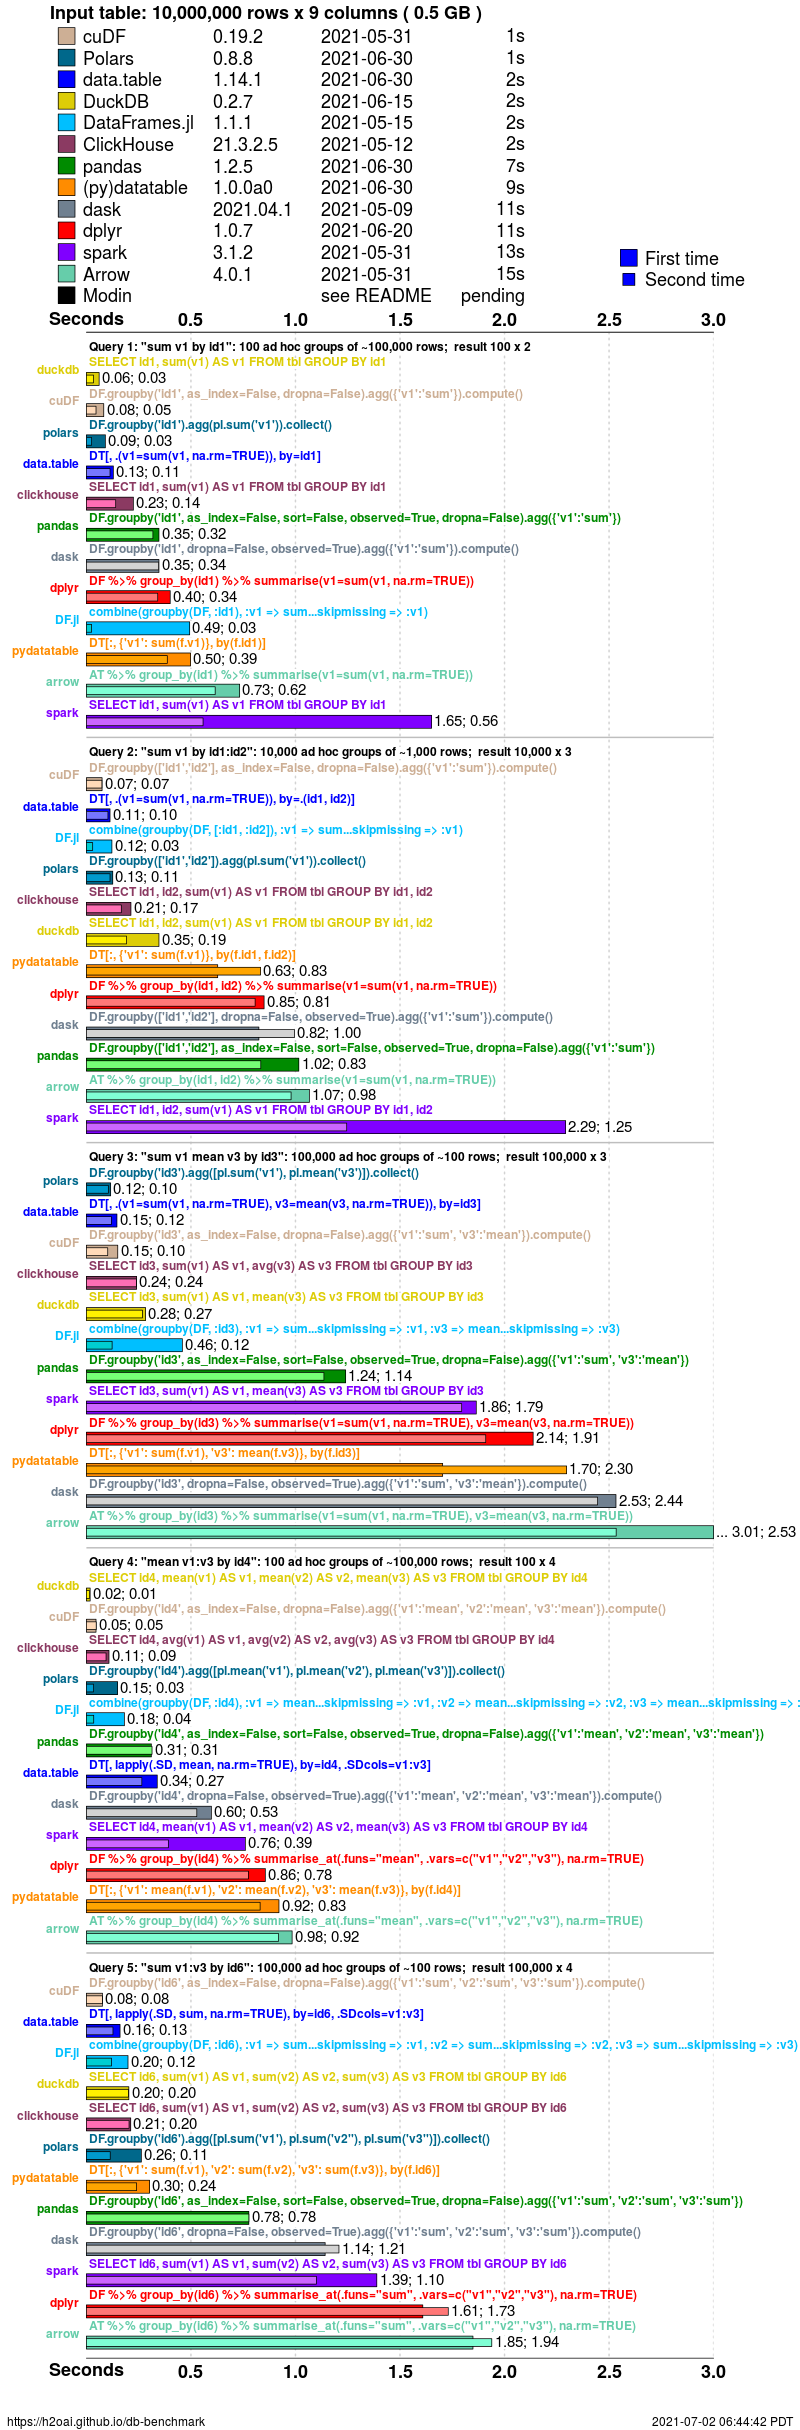 Input table: 10,000,000 rows x 9 columns ( 0.5 GB )
cuDF 0.19.2 2021-05-31 1s
Polars 0.8.8 2021-06-30 1s
data.table 1.14.1 2021-06-30 2s
DuckDB 0.2.7 2021-06-15 2s
DataFrames.jl 1.1.1 2021-05-15 2s
ClickHouse 21.3.2.5 2021-05-12 2s
pandas 1.2.5 2021-06-30 7s
(py)datatable 1.0.0a0 2021-06-30 9s
dask 2021.04.1 2021-05-09 11s
dplyr 1.0.7 2021-06-20 11s
spark 3.1.2 2021-05-31 13s
Arrow 4.0.1 2021-05-31 15s
Modin see README pending
First time
Second time
Seconds 0.5 1.0 1.5 2.0 2.5 3.0
Query 1: "sum v1 by id1": 100 ad hoc groups of ~100,000 rows; result 100 x 2
SELECT id1, sum(v1) AS v1 FROM tbl GROUP BY id1
duckdb 0.06; 0.03
DF.groupby('id1', as_index=False, dropna=False).agg({'v1':'sum'}).compute()
cuDF 0.08; 0.05
DF.groupby('id1').agg(pl.sum('v1')).collect()
polars 0.09; 0.03
DT[, .(v1=sum(v1, na.rm=TRUE)), by=id1]
data.table 0.13; 0.11
SELECT id1, sum(v1) AS v1 FROM tbl GROUP BY id1
clickhouse 0.23; 0.14
DF.groupby('id1', as_index=False, sort=False, observed=True, dropna=False).agg({'v1':'sum'})
pandas 0.35; 0.32
DF.groupby('id1', dropna=False, observed=True).agg({'v1':'sum'}).compute()
dask 0.35; 0.34
DF %>% group_by(id1) %>% summarise(v1=sum(v1, na.rm=TRUE))
dplyr 0.40; 0.34
combine(groupby(DF, :id1), :v1 => sum...skipmissing => :v1)
DF.jl 0.49; 0.03
DT[:, {'v1': sum(f.v1)}, by(f.id1)]
pydatatable 0.50; 0.39
AT %>% group_by(id1) %>% summarise(v1=sum(v1, na.rm=TRUE))
arrow 0.73; 0.62
SELECT id1, sum(v1) AS v1 FROM tbl GROUP BY id1
spark 1.65; 0.56
Query 2: "sum v1 by id1:id2": 10,000 ad hoc groups of ~1,000 rows; result 10,000 x 3
DF.groupby(['id1','id2'], as_index=False, dropna=False).agg({'v1':'sum'}).compute()
cuDF 0.07; 0.07
DT[, .(v1=sum(v1, na.rm=TRUE)), by=.(id1, id2)]
data.table 0.11; 0.10
combine(groupby(DF, [:id1, :id2]), :v1 => sum...skipmissing => :v1)
DF.jl 0.12; 0.03
DF.groupby(['id1','id2']).agg(pl.sum('v1')).collect()
polars 0.13; 0.11
SELECT id1, id2, sum(v1) AS v1 FROM tbl GROUP BY id1, id2
clickhouse 0.21; 0.17
SELECT id1, id2, sum(v1) AS v1 FROM tbl GROUP BY id1, id2
duckdb 0.35; 0.19
DT[:, {'v1': sum(f.v1)}, by(f.id1, f.id2)]
pydatatable 0.63; 0.83
DF %>% group_by(id1, id2) %>% summarise(v1=sum(v1, na.rm=TRUE))
dplyr 0.85; 0.81
DF.groupby(['id1','id2'], dropna=False, observed=True).agg({'v1':'sum'}).compute()
dask 0.82; 1.00
DF.groupby(['id1','id2'], as_index=False, sort=False, observed=True, dropna=False).agg({'v1':'sum'})
pandas 1.02; 0.83
AT %>% group_by(id1, id2) %>% summarise(v1=sum(v1, na.rm=TRUE))
arrow 1.07; 0.98
SELECT id1, id2, sum(v1) AS v1 FROM tbl GROUP BY id1, id2
spark 2.29; 1.25
Query 3: "sum v1 mean v3 by id3": 100,000 ad hoc groups of ~100 rows; result 100,000 x 3
DF.groupby('id3').agg([pl.sum('v1'), pl.mean('v3')]).collect()
polars 0.12; 0.10
DT[, .(v1=sum(v1, na.rm=TRUE), v3=mean(v3, na.rm=TRUE)), by=id3]
data.table 0.15; 0.12
DF.groupby('id3', as_index=False, dropna=False).agg({'v1':'sum', 'v3':'mean'}).compute()
cuDF 0.15; 0.10
SELECT id3, sum(v1) AS v1, avg(v3) AS v3 FROM tbl GROUP BY id3
clickhouse 0.24; 0.24
SELECT id3, sum(v1) AS v1, mean(v3) AS v3 FROM tbl GROUP BY id3
duckdb 0.28; 0.27
combine(groupby(DF, :id3), :v1 => sum...skipmissing => :v1, :v3 => mean...skipmissing => :v3)
DF.jl 0.46; 0.12
DF.groupby('id3', as_index=False, sort=False, observed=True, dropna=False).agg({'v1':'sum', 'v3':'mean'})
pandas 1.24; 1.14
SELECT id3, sum(v1) AS v1, mean(v3) AS v3 FROM tbl GROUP BY id3
spark 1.86; 1.79
DF %>% group_by(id3) %>% summarise(v1=sum(v1, na.rm=TRUE), v3=mean(v3, na.rm=TRUE))
dplyr 2.14; 1.91
DT[:, {'v1': sum(f.v1), 'v3': mean(f.v3)}, by(f.id3)]
pydatatable 1.70; 2.30
DF.groupby('id3', dropna=False, observed=True).agg({'v1':'sum', 'v3':'mean'}).compute()
dask 2.53; 2.44
AT %>% group_by(id3) %>% summarise(v1=sum(v1, na.rm=TRUE), v3=mean(v3, na.rm=TRUE))
arrow ... 3.01; 2.53
Query 4: "mean v1:v3 by id4": 100 ad hoc groups of ~100,000 rows; result 100 x 4
SELECT id4, mean(v1) AS v1, mean(v2) AS v2, mean(v3) AS v3 FROM tbl GROUP BY id4
duckdb 0.02; 0.01
DF.groupby('id4', as_index=False, dropna=False).agg({'v1':'mean', 'v2':'mean', 'v3':'mean'}).compute()
cuDF 0.05; 0.05
SELECT id4, avg(v1) AS v1, avg(v2) AS v2, avg(v3) AS v3 FROM tbl GROUP BY id4
clickhouse 0.11; 0.09
DF.groupby('id4').agg([pl.mean('v1'), pl.mean('v2'), pl.mean('v3')]).collect()
polars 0.15; 0.03
combine(groupby(DF, :id4), :v1 => mean...skipmissing => :v1, :v2 => mean...skipmissing => :v2, :v3 => mean...skipmissing => :
DF.jl 0.18; 0.04
DF.groupby('id4', as_index=False, sort=False, observed=True, dropna=False).agg({'v1':'mean', 'v2':'mean', 'v3':'mean'})
pandas 0.31; 0.31
DT[, lapply(.SD, mean, na.rm=TRUE), by=id4, .SDcols=v1:v3]
data.table 0.34; 0.27
DF.groupby('id4', dropna=False, observed=True).agg({'v1':'mean', 'v2':'mean', 'v3':'mean'}).compute()
dask 0.60; 0.53
SELECT id4, mean(v1) AS v1, mean(v2) AS v2, mean(v3) AS v3 FROM tbl GROUP BY id4
spark 0.76; 0.39
DF %>% group_by(id4) %>% summarise_at(.funs="mean", .vars=c("v1","v2","v3"), na.rm=TRUE)
dplyr 0.86; 0.78
DT[:, {'v1': mean(f.v1), 'v2': mean(f.v2), 'v3': mean(f.v3)}, by(f.id4)]
pydatatable 0.92; 0.83
AT %>% group_by(id4) %>% summarise_at(.funs="mean", .vars=c("v1","v2","v3"), na.rm=TRUE)
arrow 0.98; 0.92
Query 5: "sum v1:v3 by id6": 100,000 ad hoc groups of ~100 rows; result 100,000 x 4
DF.groupby('id6', as_index=False, dropna=False).agg({'v1':'sum', 'v2':'sum', 'v3':'sum'}).compute()
cuDF 0.08; 0.08
DT[, lapply(.SD, sum, na.rm=TRUE), by=id6, .SDcols=v1:v3]
data.table 0.16; 0.13
combine(groupby(DF, :id6), :v1 => sum...skipmissing => :v1, :v2 => sum...skipmissing => :v2, :v3 => sum...skipmissing => :v3)
DF.jl 0.20; 0.12
SELECT id6, sum(v1) AS v1, sum(v2) AS v2, sum(v3) AS v3 FROM tbl GROUP BY id6
duckdb 0.20; 0.20
SELECT id6, sum(v1) AS v1, sum(v2) AS v2, sum(v3) AS v3 FROM tbl GROUP BY id6
clickhouse 0.21; 0.20
DF.groupby('id6').agg([pl.sum('v1'), pl.sum('v2"), pl.sum('v3")]).collect()
polars 0.26; 0.11
DT[:, {'v1': sum(f.v1), 'v2': sum(f.v2), 'v3': sum(f.v3)}, by(f.id6)]
pydatatable 0.30; 0.24
DF.groupby('id6', as_index=False, sort=False, observed=True, dropna=False).agg({'v1':'sum', 'v2':'sum', 'v3':'sum'})
pandas 0.78; 0.78
DF.groupby('id6', dropna=False, observed=True).agg({'v1':'sum', 'v2':'sum', 'v3':'sum'}).compute()
dask 1.14; 1.21
SELECT id6, sum(v1) AS v1, sum(v2) AS v2, sum(v3) AS v3 FROM tbl GROUP BY id6
spark 1.39; 1.10
DF %>% group_by(id6) %>% summarise_at(.funs="sum", .vars=c("v1","v2","v3"), na.rm=TRUE)
dplyr 1.61; 1.73
AT %>% group_by(id6) %>% summarise_at(.funs="sum", .vars=c("v1","v2","v3"), na.rm=TRUE)
arrow 1.85; 1.94
Seconds 0.5 1.0 1.5 2.0 2.5 3.0
https://h2oai.github.io/db-benchmark 2021-07-02 06:44:42 PDT